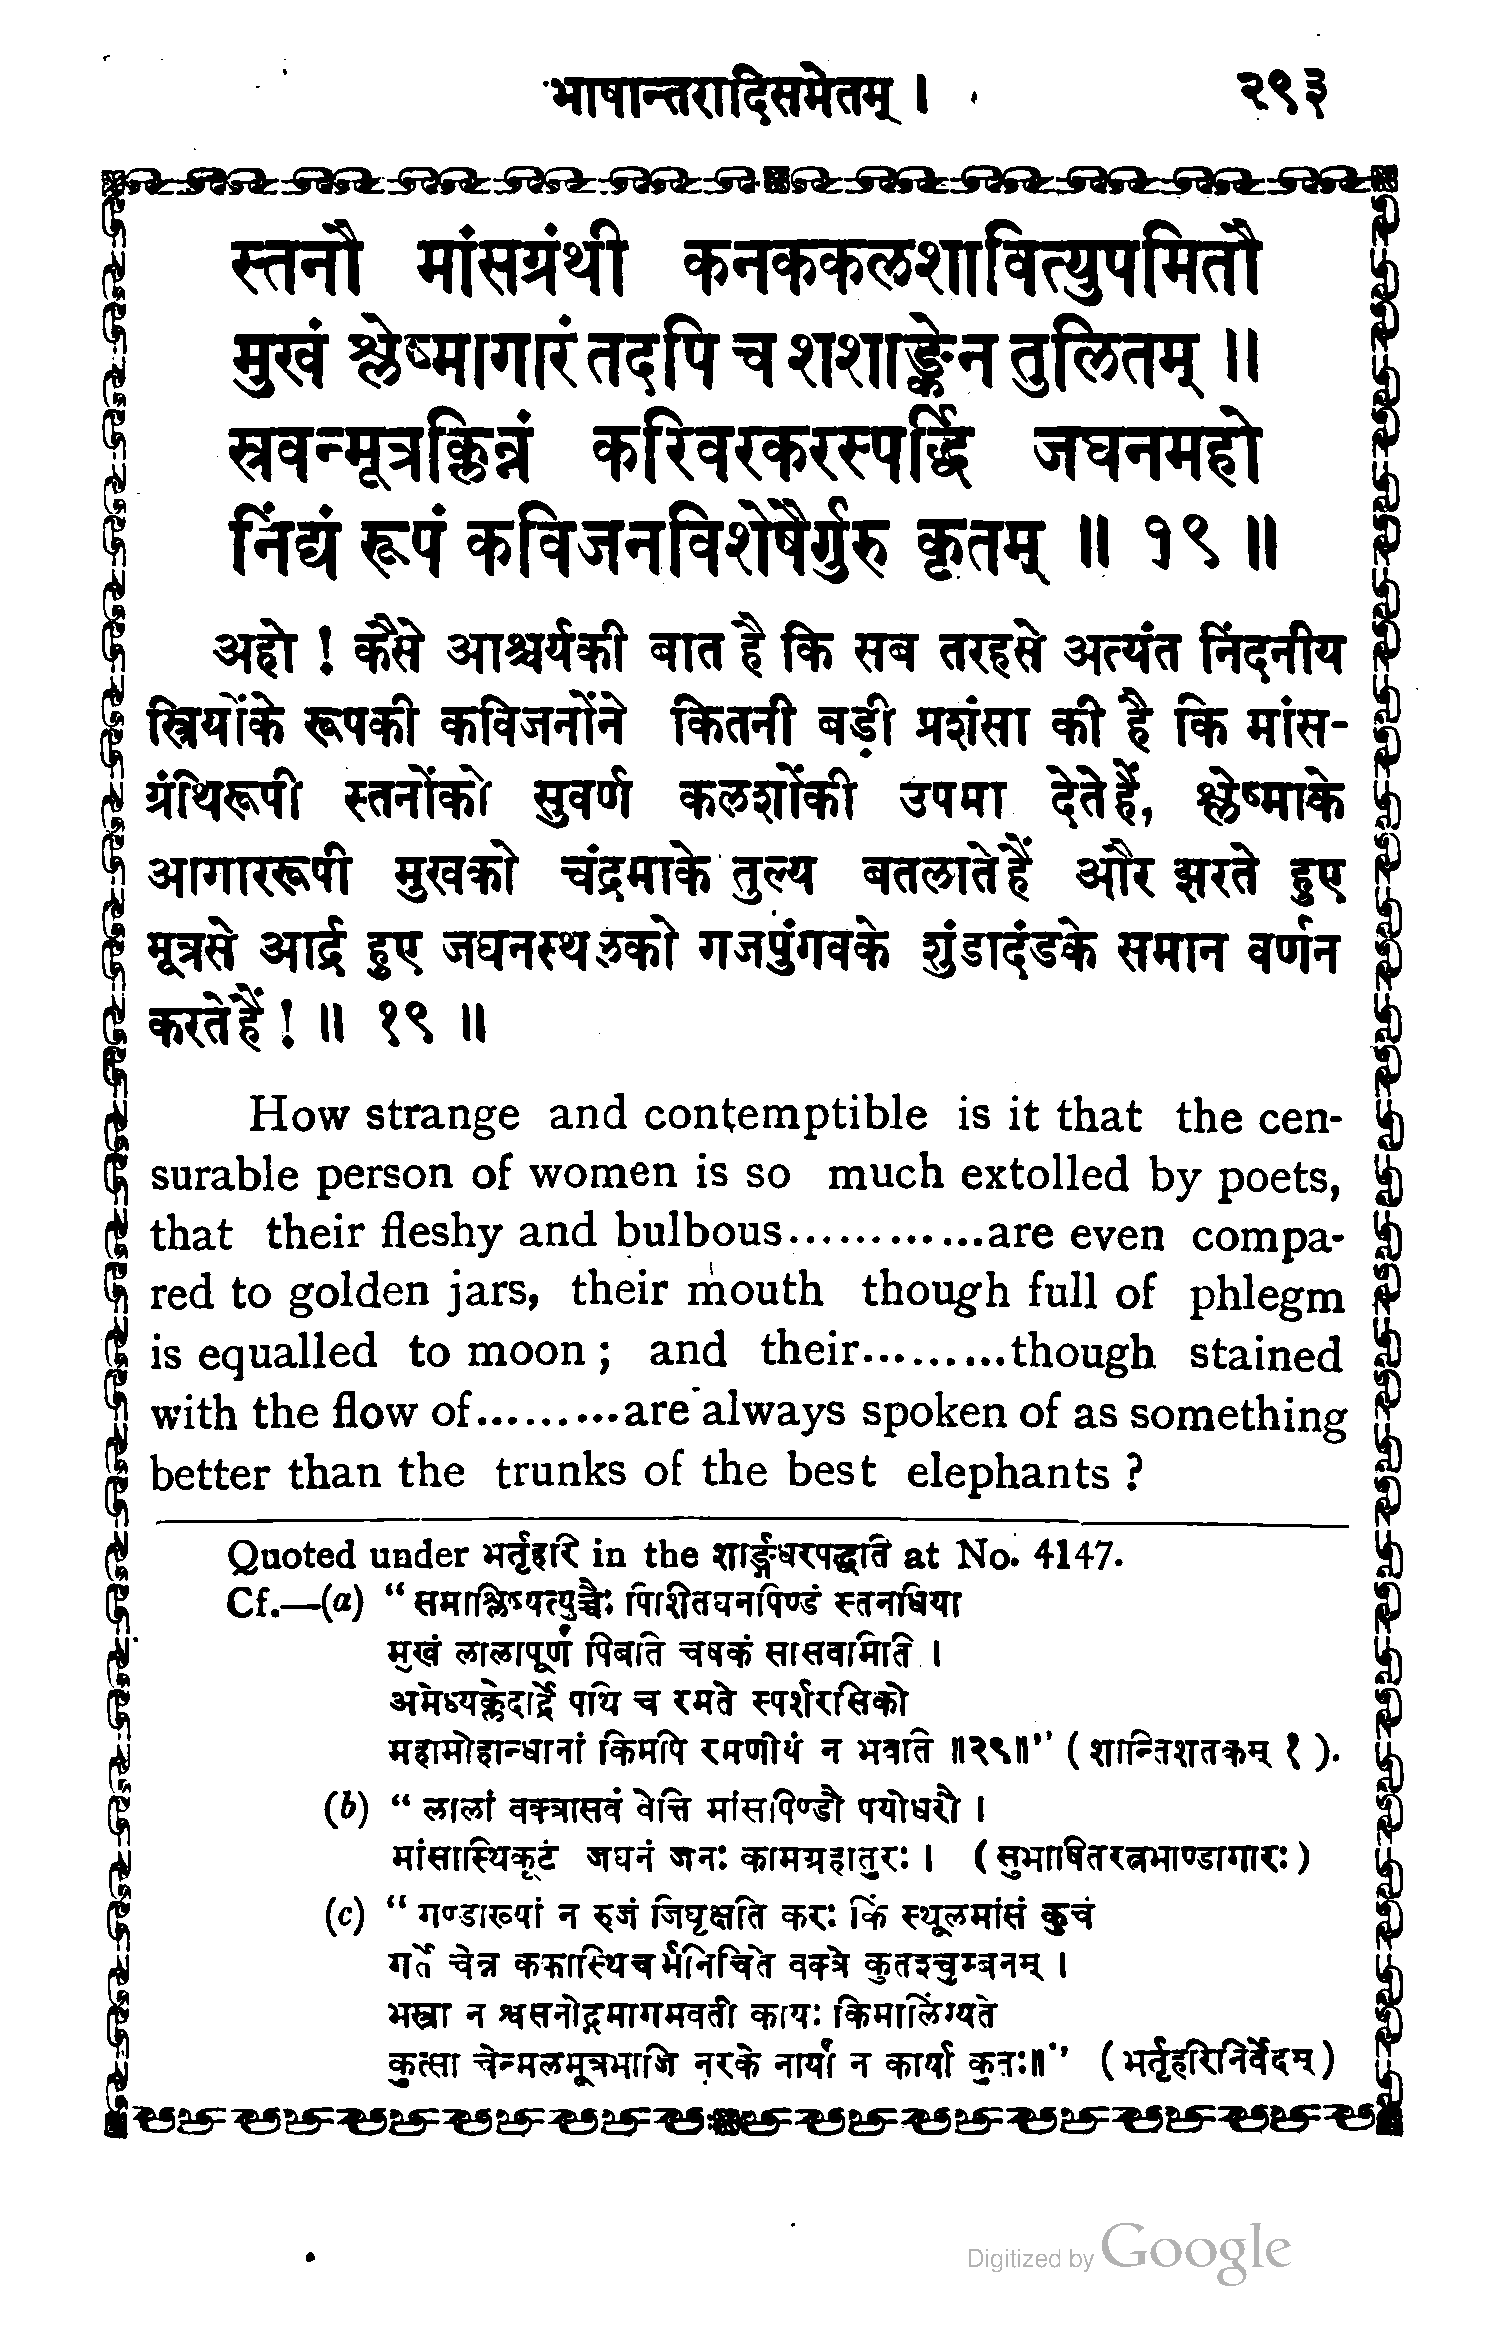 भाषान्तरादिसमेतम् । २९३
स्तनौ मांसग्रंथी कनककलशावित्युपमितौ
मुखं श्लेष्मागारं तदपि च शशाङ्केन तुलितम् ॥
स्रवन्मूत्रक्लिन्नं करिवरकरस्पर्द्धि जघनमहो
निंद्यं रूपं कविजनविशेषैर्गुरु कृतम् ॥ १९ ॥
अहो ! कैसे आश्चर्यकी बात है कि सब तरहसे अत्यंत निंदनीय
स्त्रियोंके रूपकी कविजनोंने कितनी बड़ी प्रशंसा की है कि मांस-
ग्रंथिरूपी स्तनोंको सुवर्ण कलशोंकी उपमा देतेहैं, श्लेष्माके
आगाररूपी मुखको चंद्रमाके तुल्य बतलातेहैं और झरते हुए
मूत्रसे आर्द्र हुए जघनस्थलको गजपुंगवके शुंडादंडके समान वर्णन
करतेहैं ! ॥ १९ ॥
How strange and contemptible is it that the cen-
surable person of women is so much extolled by poets,
that their fleshy and bulbous............are even compa-
red to golden jars, their mouth though full of phlegm
is equalled to moon ; and their.........though stained
with the flow of.........are always spoken of as something
better than the trunks of the best elephants ?
Quoted under भर्तृहरि in the शार्ङ्गधरपद्धति at No. 4147.
Cf.—(a) “ समाश्लिष्यत्युच्चैः पिशितघनपिण्डं स्तनधिया
मुखं लालापूर्णं पिबति चषकं सासवमिति ।
अमेध्यक्लेदार्द्रे पथि च रमते स्पर्शरसिको
महामोहान्धानां किमपि रमणीयं न भवति ॥२९॥” ( शान्तिशतकम् १ ).
(b) “ लालां वक्त्रासवं वेत्ति मांसपिण्डौ पयोधरौ ।
मांसास्थिकूटं जघनं जनः कामग्रहातुरः । ( सुभाषितरत्नभाण्डागारः )
(c) “ गण्डाख्यां न रुजं जिघृक्षति करः किं स्थूलमांसं कुचं
गर्ते चेन्न कफास्थिचर्मनिचिते वक्त्रे कुतश्चुम्बनम् ।
भस्त्रा न श्वसनोद्गमागमवती कायः किमालिंग्यते
कुत्सा चेन्मलमूत्रभाजि नरके नार्यां न कार्या कुतः॥” ( भर्तृहरिनिर्वेदम् )
Digitized by Google